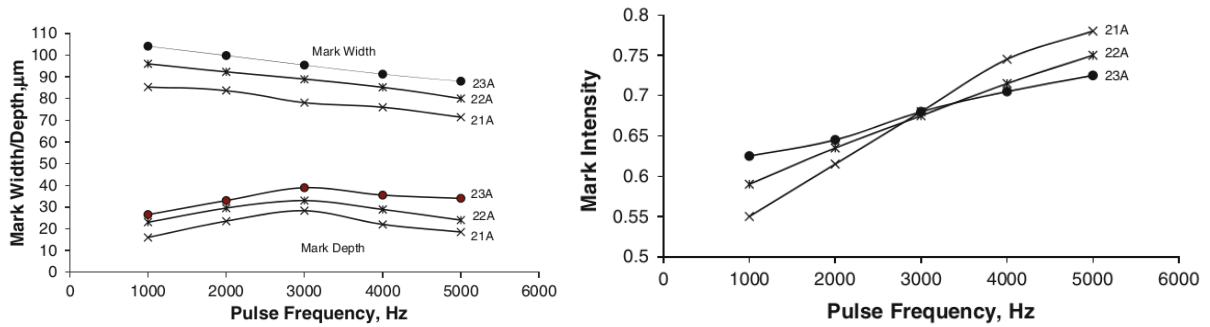 Mark Width/Depth,μm
110
100
90
80
70
60
50
40
30
20
10
0
0 1000 2000 3000 4000 5000 6000
Pulse Frequency, Hz
Mark Width
23A
22A
21A
23A
22A
21A
Mark Depth
Mark Intensity
0.8
0.75
0.7
0.65
0.6
0.55
0.5
0 1000 2000 3000 4000 5000 6000
Pulse Frequency, Hz
21A
22A
23A